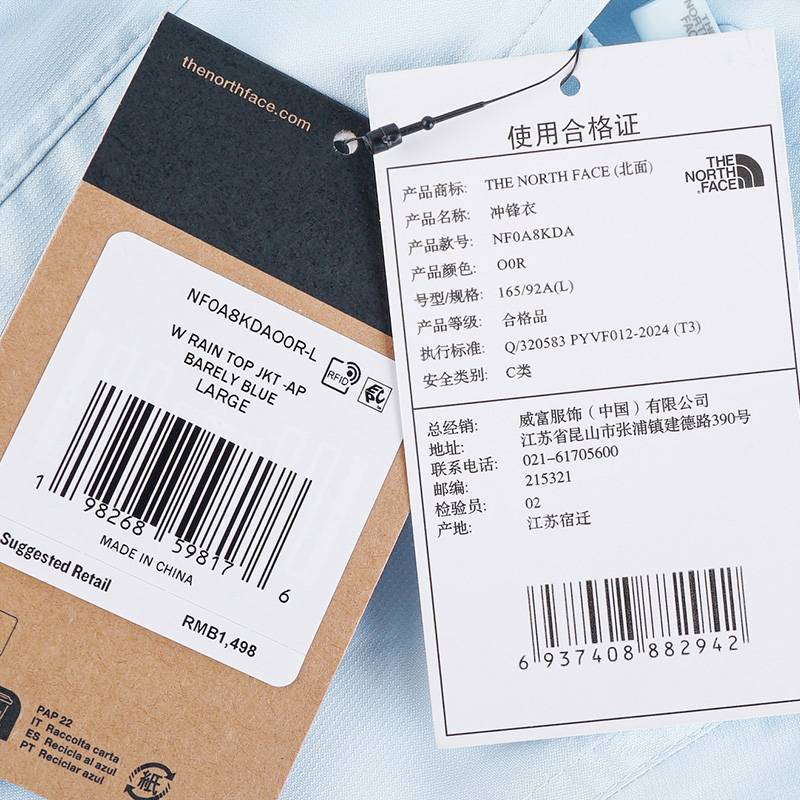 thenorthface.com
NF0A8KDAO0R-L
W RAIN TOP JKT -AP
BARELY BLUE
LARGE
RFID
1 98268 59817 6
MADE IN CHINA
Suggested Retail
RMB1,498
PAP 22
IT Raccolta carta
ES Recicla al azul
PT Reciclar azul
紙
THE NORTH FACE
使用合格证
THE NORTH FACE
产品商标: THE NORTH FACE (北面)
产品名称: 冲锋衣
产品款号: NF0A8KDA
产品颜色: O0R
号型/规格: 165/92A(L)
产品等级: 合格品
执行标准: Q/320583 PYVF012-2024 (T3)
安全类别: C类
总经销: 威富服饰（中国）有限公司
地址: 江苏省昆山市张浦镇建德路390号
联系电话: 021-61705600
邮编: 215321
检验员: 02
产地: 江苏宿迁
6 937408 882942